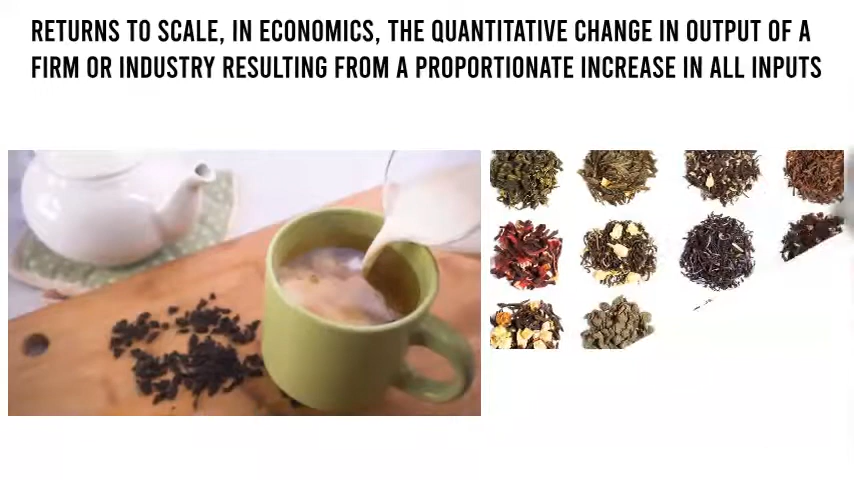 RETURNS TO SCALE, IN ECONOMICS, THE QUANTITATIVE CHANGE IN OUTPUT OF A
FIRM OR INDUSTRY RESULTING FROM A PROPORTIONATE INCREASE IN ALL INPUTS